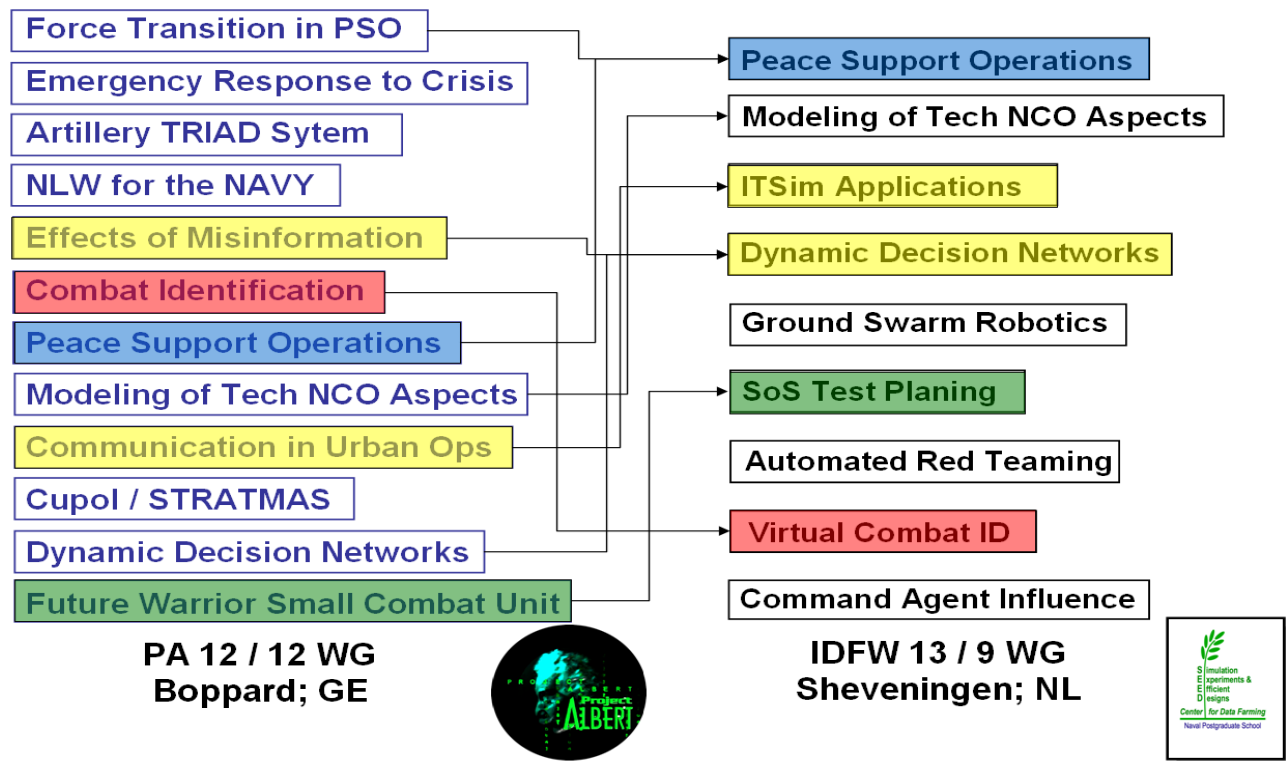 Force Transition in PSO
Emergency Response to Crisis
Artillery TRIAD Sytem
NLW for the NAVY
Effects of Misinformation
Combat Identification
Peace Support Operations
Modeling of Tech NCO Aspects
Communication in Urban Ops
Cupol / STRATMAS
Dynamic Decision Networks
Future Warrior Small Combat Unit
PA 12 / 12 WG
Boppard; GE
PROJECT
ALBERT
Project
ALBERT
Peace Support Operations
Modeling of Tech NCO Aspects
ITSim Applications
Dynamic Decision Networks
Ground Swarm Robotics
SoS Test Planing
Automated Red Teaming
Virtual Combat ID
Command Agent Influence
IDFW 13 / 9 WG
Sheveningen; NL
Simulation
Experiments &
Efficient
Designs
Center for Data Farming
Naval Postgraduate School